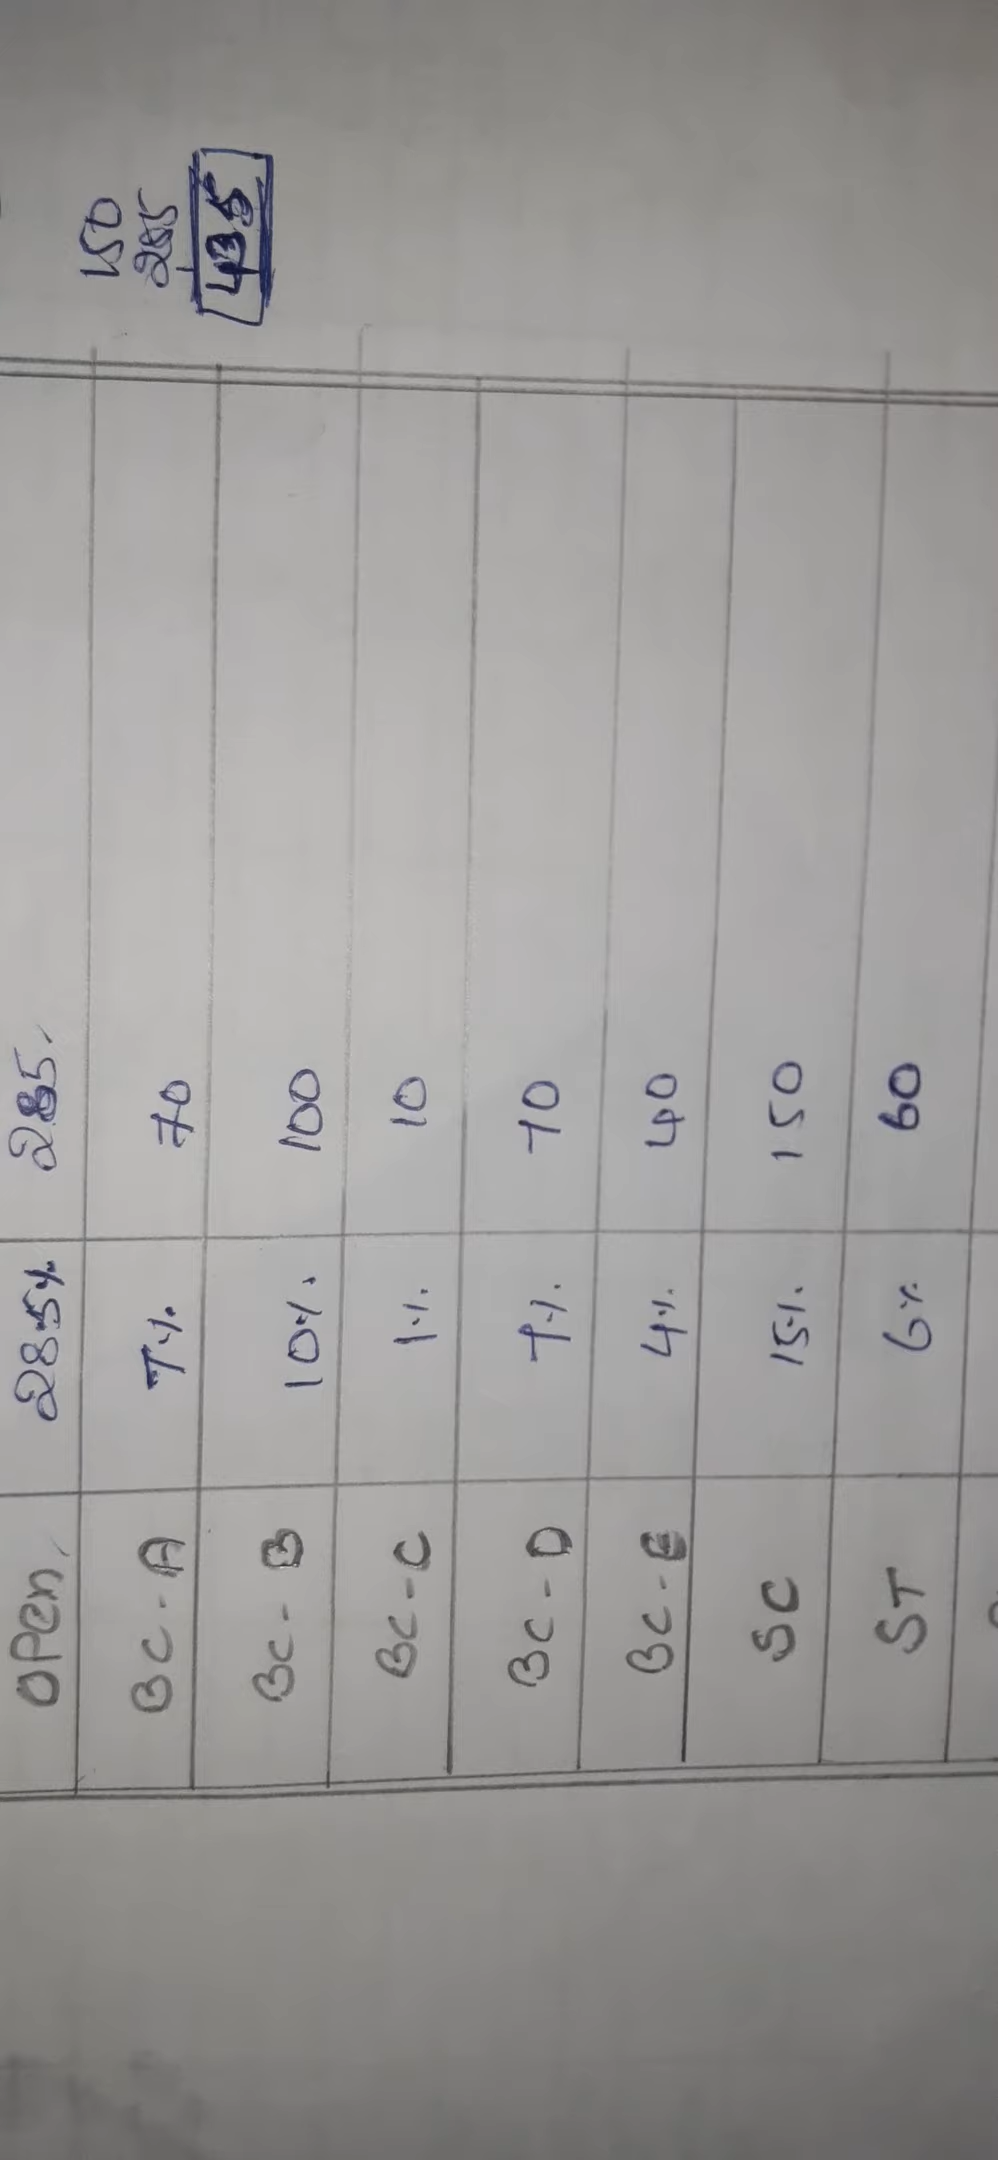 OPEN, 28.5% 285.
BC-A 7% 70
BC-B 10% 100
BC-C 1% 10
BC-D 7% 70
BC-E 4% 40
SC 15% 150
ST 6% 60
150
285
435